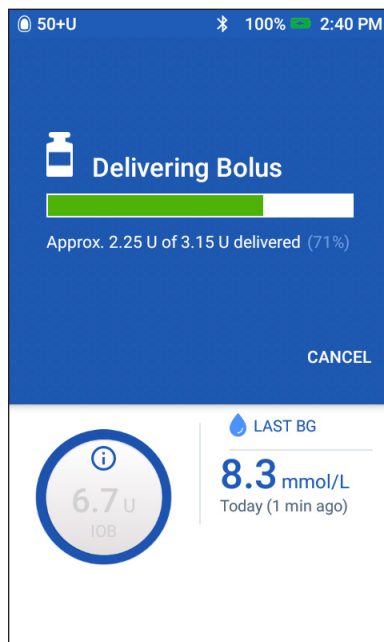 50+U 100% 2:40 PM
Delivering Bolus
Approx. 2.25 U of 3.15 U delivered (71%)
CANCEL
LAST BG
8.3 mmol/L
Today (1 min ago)
i
6.7 U
IOB